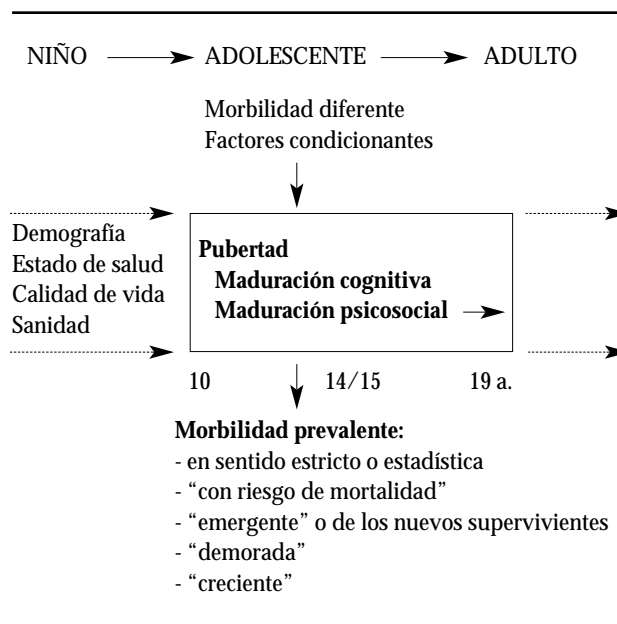 NIÑO ADOLESCENTE ADULTO
Morbilidad diferente
Factores condicionantes
Demografía
Estado de salud
Calidad de vida
Sanidad
Pubertad
Maduración cognitiva
Maduración psicosocial
10 14/15 19 a.
Morbilidad prevalente:
- en sentido estricto o estadística
- “con riesgo de mortalidad”
- “emergente” o de los nuevos supervivientes
- “demorada”
- “creciente”